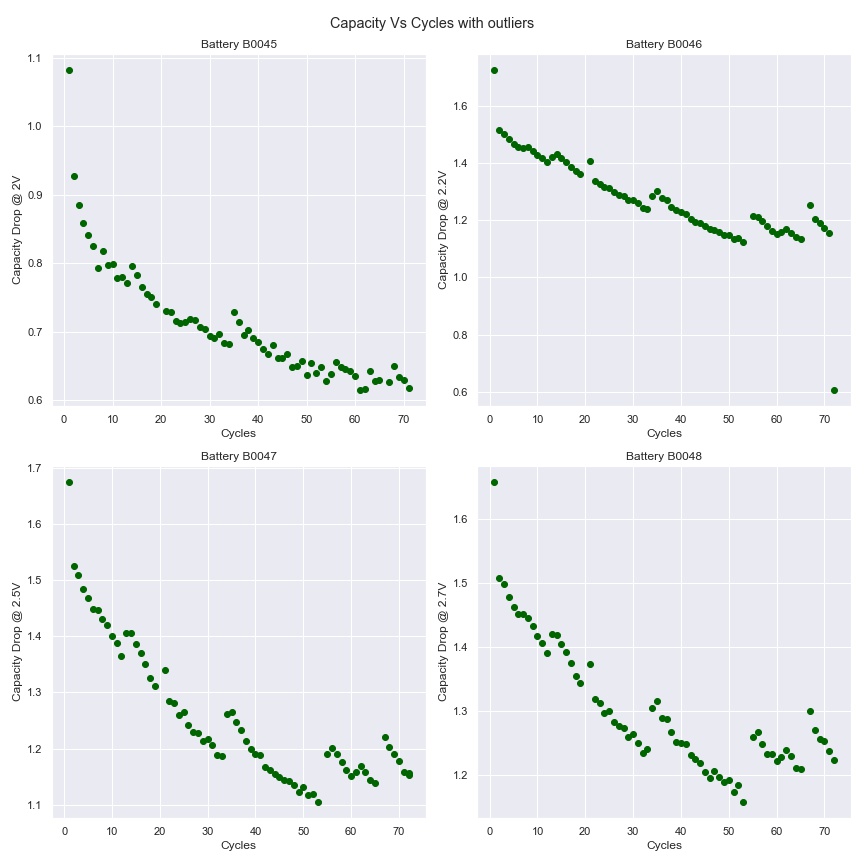 Capacity Vs Cycles with outliers
Battery B0045
1.1
1.0
0.9
0.8
0.7
0.6
Capacity Drop @ 2V
0 10 20 30 40 50 60 70
Cycles
Battery B0046
1.6
1.4
1.2
1.0
0.8
0.6
Capacity Drop @ 2.2V
0 10 20 30 40 50 60 70
Cycles
Battery B0047
1.7
1.6
1.5
1.4
1.3
1.2
1.1
Capacity Drop @ 2.5V
0 10 20 30 40 50 60 70
Cycles
Battery B0048
1.6
1.5
1.4
1.3
1.2
Capacity Drop @ 2.7V
0 10 20 30 40 50 60 70
Cycles